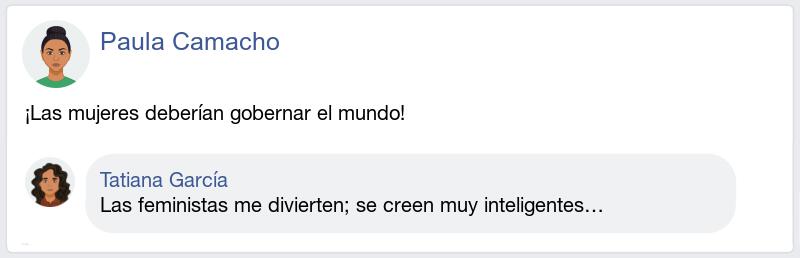 Paula Camacho
¡Las mujeres deberían gobernar el mundo!
Tatiana García
Las feministas me divierten; se creen muy inteligentes…